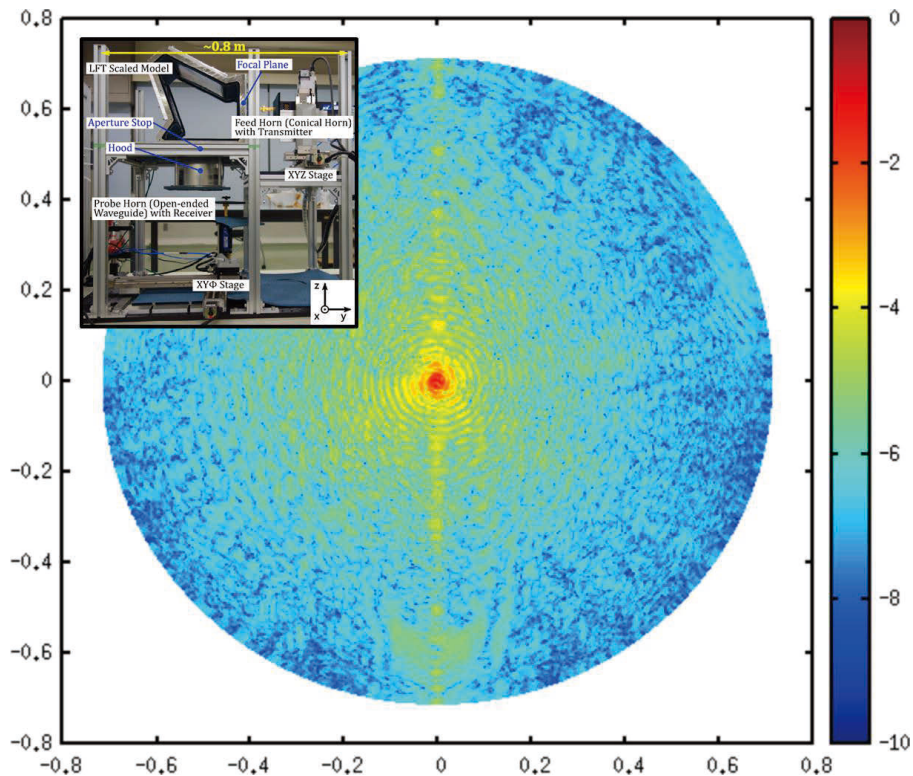 0.8
0.6
0.4
0.2
0
-0.2
-0.4
-0.6
-0.8
-0.8
-0.6
-0.4
-0.2
0
0.2
0.4
0.6
0.8
~0.8 m
LFT Scaled Model
Focal Plane
Aperture Stop
Feed Horn (Conical Horn)
with Transmitter
Hood
XYZ Stage
Probe Horn (Open-ended
Waveguide) with Receiver
XYΦ Stage
z
x
y
0
-2
-4
-6
-8
-10